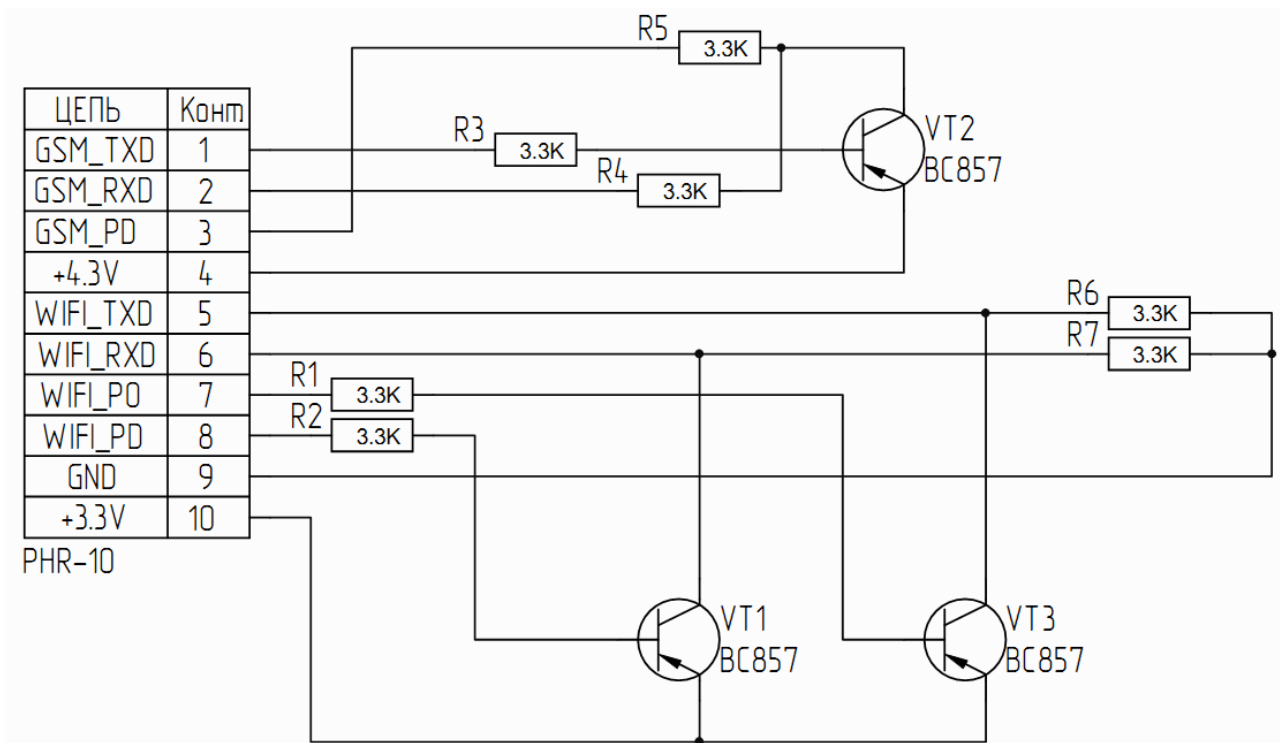 R5
3.3K
ЦЕПЬ Конт
GSM_TXD 1
R3
3.3K
VT2
BC857
GSM_RXD 2
R4
3.3K
GSM_PD 3
+4.3V 4
WIFI_TXD 5
R6
3.3K
WIFI_RXD 6
R7
3.3K
WIFI_PO 7
R1
3.3K
WIFI_PD 8
R2
3.3K
GND 9
+3.3V 10
PHR-10
VT1
BC857
VT3
BC857